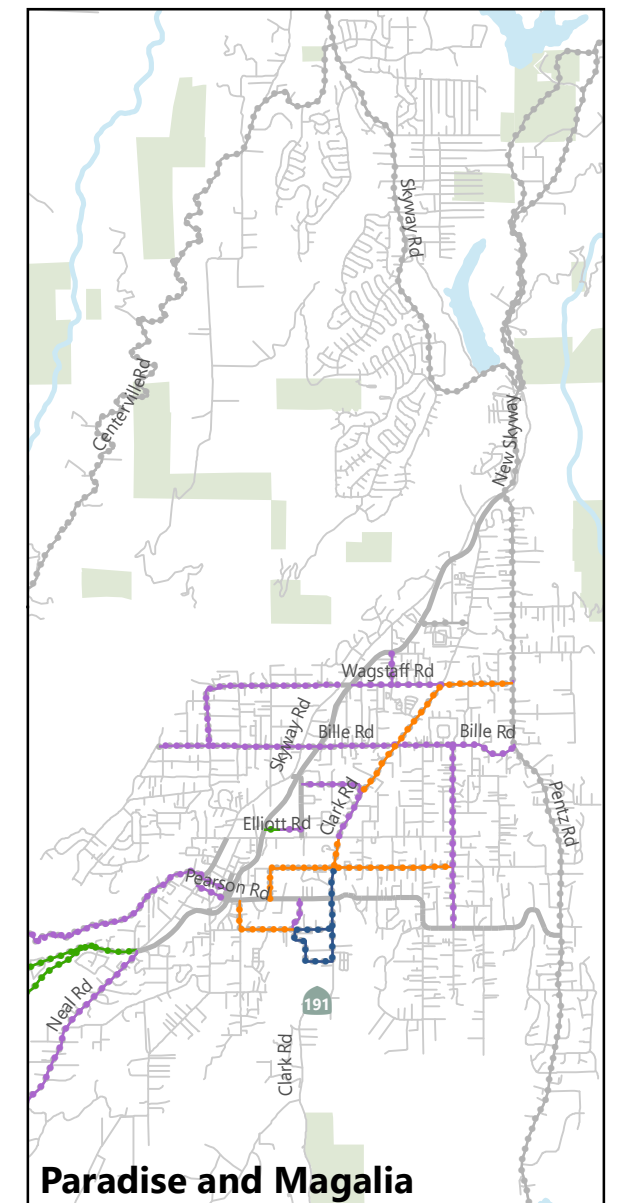 Skyway Rd
CentervilleRd
New Skyway
Wagstaff Rd
Skyway Rd
Bille Rd
Bille Rd
Clark Rd
Pentz Rd
Elliott Rd
Pearson Rd
Neal Rd
191
Clark Rd
Paradise and Magalia